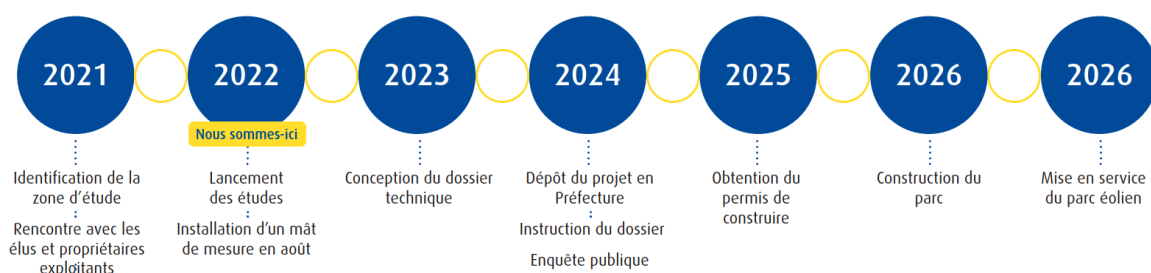 2021
2022
2023
2024
2025
2026
2026
Nous sommes-ici
Identification de la
zone d'étude
Rencontre avec les
élus et propriétaires
exploitants
Lancement
des études
Installation d'un mât
de mesure en août
Conception du dossier
technique
Dépôt du projet en
Préfecture
Instruction du dossier
Enquête publique
Obtention du
permis de
construire
Construction du
parc
Mise en service
du parc éolien